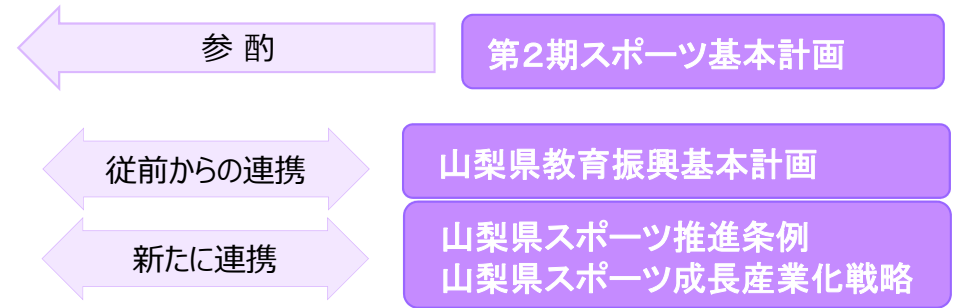 参 酌
第２期スポーツ基本計画
従前からの連携
山梨県教育振興基本計画
新たに連携
山梨県スポーツ推進条例
山梨県スポーツ成長産業化戦略